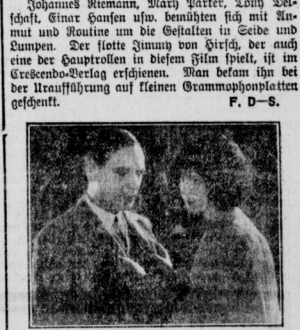 Johannes Riemann, Mary Parker, Tony Del-
schaft, Einar Hansen usw. bemühten sich mit An-
mut und Routine um die Gestalten in Seide und
Lumpen. Der flotte Jimmy von Hirsch, der auch
eine der Hauptrollen in diesem Film spielt, ist im
Crescendo-Verlag erschienen. Man bekam ihn bei
der Uraufführung auf kleinen Grammophonplatten
geschenkt. F. D—S.